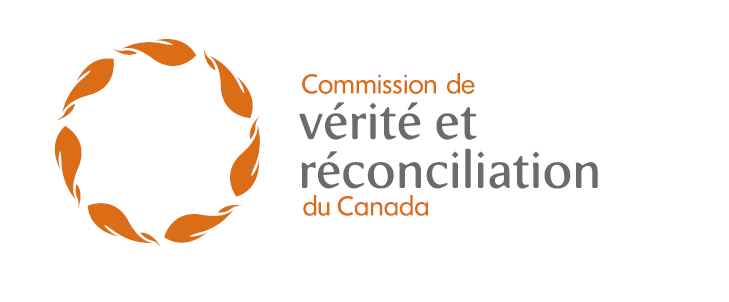 Commission de
vérité et
réconciliation
du Canada